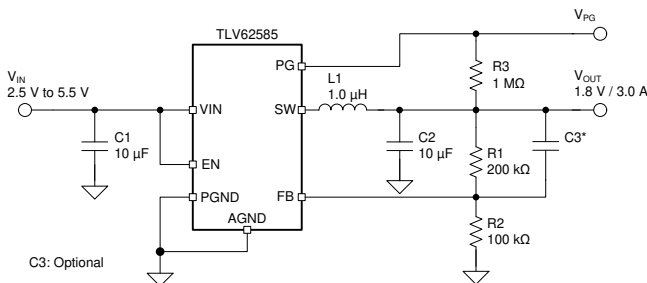 TLV62585
V_PG
PG
R3
1 MΩ
V_IN
2.5 V to 5.5 V
L1
1.0 µH
V_OUT
1.8 V / 3.0 A
VIN
SW
C1
10 µF
C2
10 µF
R1
200 kΩ
C3*
EN
PGND
FB
AGND
R2
100 kΩ
C3: Optional